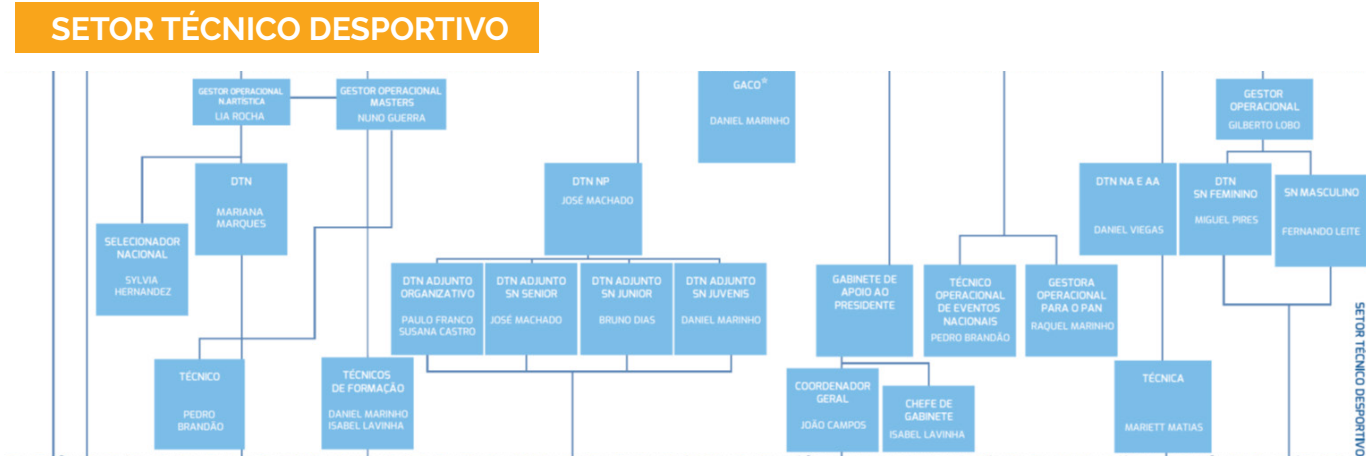 SETOR TÉCNICO DESPORTIVO
GESTOR OPERACIONAL
N.ARTÍSTICA
LIA ROCHA
GESTOR OPERACIONAL
MASTERS
NUNO GUERRA
GACO*
DANIEL MARINHO
GESTOR
OPERACIONAL
GILBERTO LOBO
DTN
MARIANA
MARQUES
DTN NP
JOSÉ MACHADO
DTN NA E AA
DANIEL VIEGAS
DTN
SN FEMININO
MIGUEL PIRES
SN MASCULINO
FERNANDO LEITE
SELECIONADOR
NACIONAL
SYLVIA
HERNANDEZ
DTN ADJUNTO
ORGANIZATIVO
PAULO FRANCO
SUSANA CASTRO
DTN ADJUNTO
SN SENIOR
JOSÉ MACHADO
DTN ADJUNTO
SN JUNIOR
BRUNO DIAS
DTN ADJUNTO
SN JUVENIS
DANIEL MARINHO
GABINETE DE
APOIO AO
PRESIDENTE
TÉCNICO
OPERACIONAL
DE EVENTOS
NACIONAIS
PEDRO BRANDÃO
GESTORA
OPERACIONAL
PARA O PAN
RAQUEL MARINHO
TÉCNICO
PEDRO
BRANDÃO
TÉCNICOS
DE FORMAÇÃO
DANIEL MARINHO
ISABEL LAVINHA
COORDENADOR
GERAL
JOÃO CAMPOS
CHEFE DE
GABINETE
ISABEL LAVINHA
TÉCNICA
MARIETT MATIAS
SETOR TÉCNICO DESPORTIVO